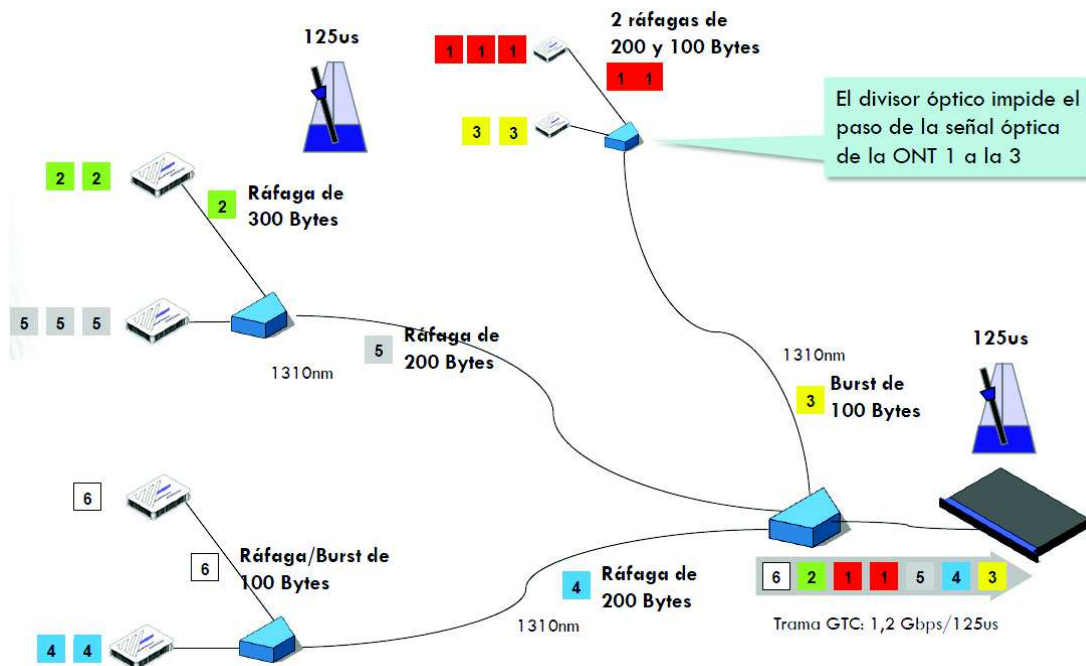 125us
2 ráfagas de
200 y 100 Bytes
1 1 1
1 1
El divisor óptico impide el
paso de la señal óptica
de la ONT 1 a la 3
3 3
2 2
2
Ráfaga de
300 Bytes
5 5 5
5
Ráfaga de
200 Bytes
1310nm
1310nm
3
Burst de
100 Bytes
125us
6
6
Ráfaga/Burst de
100 Bytes
4
Ráfaga de
200 Bytes
6 2 1 1 5 4 3
1310nm
Trama GTC: 1,2 Gbps/125us
4 4